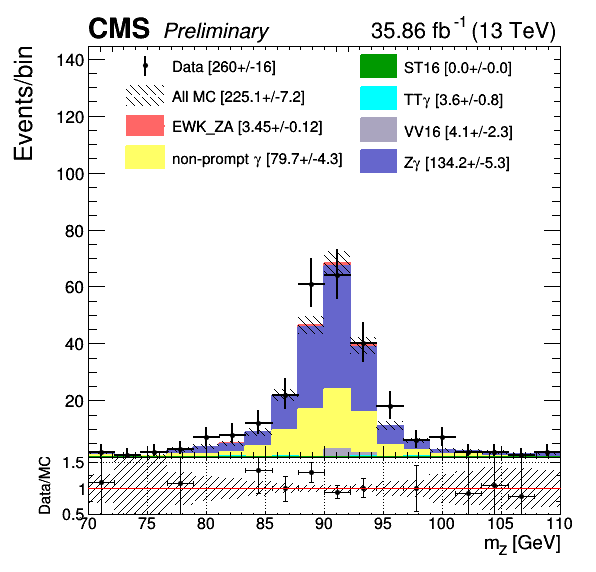 CMS Preliminary 35.86 fb⁻¹ (13 TeV)
Events/bin
140
120
100
80
60
40
20
Data [260+/-16]
All MC [225.1+/-7.2]
EWK_ZA [3.45+/-0.12]
non-prompt γ [79.7+/-4.3]
ST16 [0.0+/-0.0]
TTγ [3.6+/-0.8]
VV16 [4.1+/-2.3]
Zγ [134.2+/-5.3]
Data/MC
1.5
1
0.5
70 75 80 85 90 95 100 105 110
m_Z [GeV]